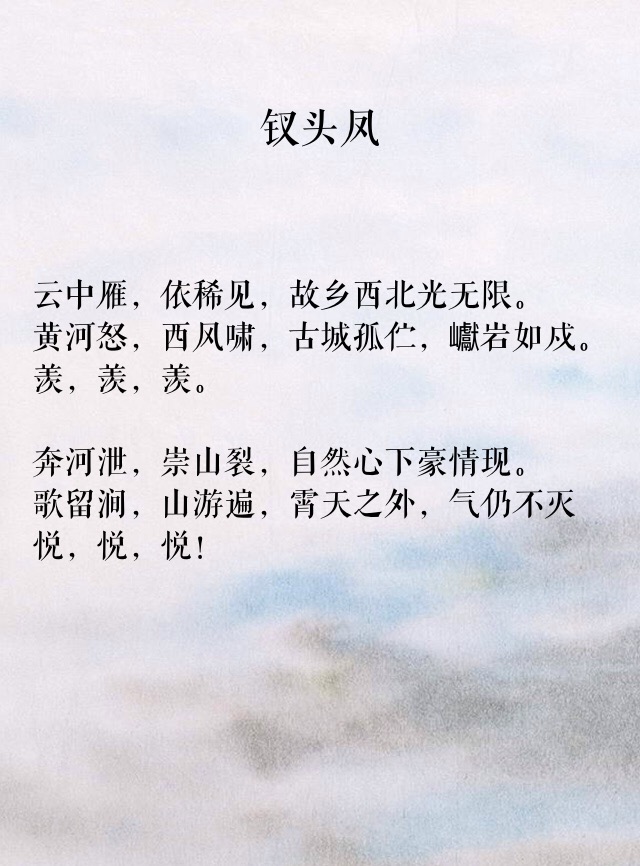 钗头凤
云中雁，依稀见，故乡西北光无限。
黄河怒，西风啸，古城孤伫，巘岩如戍。
羡，羡，羡。
奔河泄，崇山裂，自然心下豪情现。
歌留涧，山游遍，霄天之外，气仍不灭
悦，悦，悦！